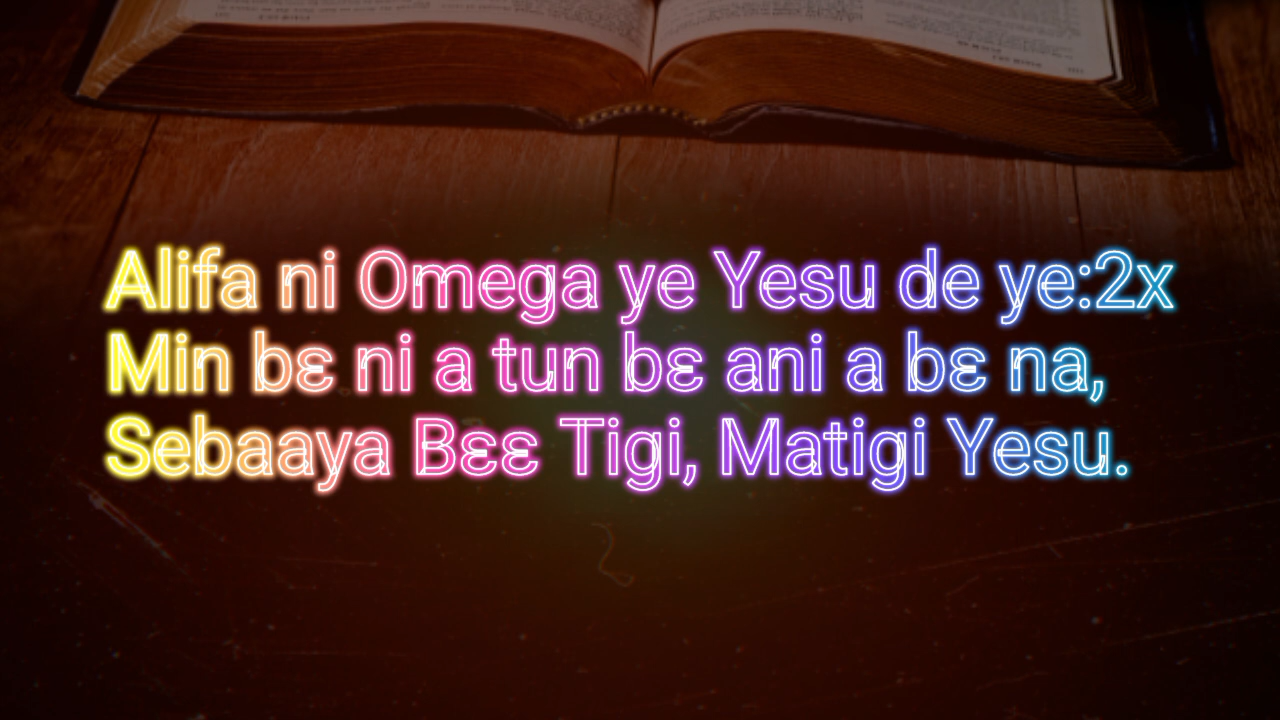 Alifa ni Omega ye Yesu de ye:2x
Min bɛ ni a tun bɛ ani a bɛ na,
Sebaaya Bɛɛ Tigi, Matigi Yesu.